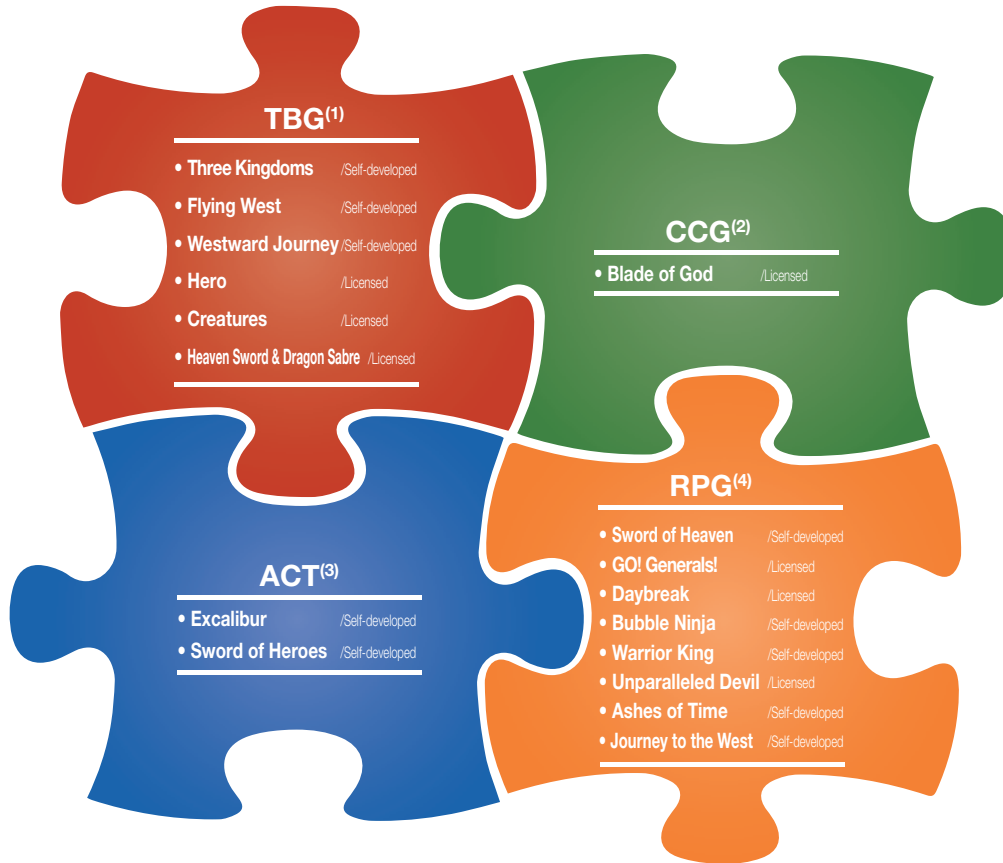 TBG(1)
• Three Kingdoms /Self-developed
• Flying West /Self-developed
• Westward Journey /Self-developed
• Hero /Licensed
• Creatures /Licensed
• Heaven Sword & Dragon Sabre /Licensed
CCG(2)
• Blade of God /Licensed
ACT(3)
• Excalibur /Self-developed
• Sword of Heroes /Self-developed
RPG(4)
• Sword of Heaven /Self-developed
• GO! Generals! /Licensed
• Daybreak /Licensed
• Bubble Ninja /Self-developed
• Warrior King /Self-developed
• Unparalleled Devil /Licensed
• Ashes of Time /Self-developed
• Journey to the West /Self-developed